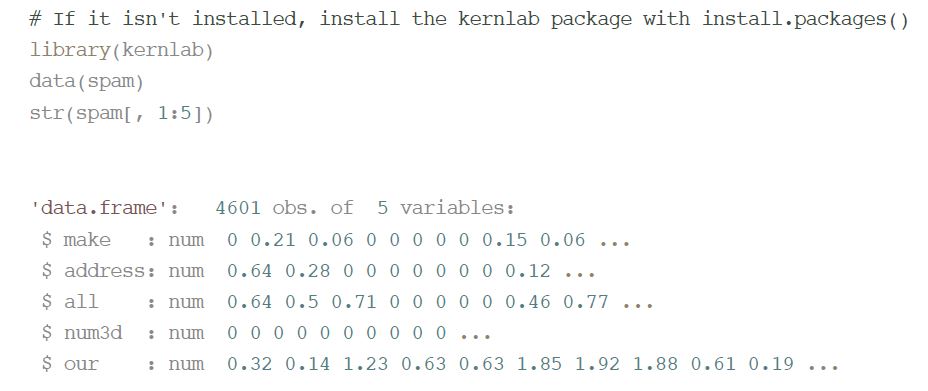 # If it isn't installed, install the kernlab package with install.packages()
library(kernlab)
data(spam)
str(spam[, 1:5])
'data.frame':   4601 obs. of  5 variables:
 $ make   : num  0 0.21 0.06 0 0 0 0 0 0.15 0.06 ...
 $ address: num  0.64 0.28 0 0 0 0 0 0 0 0.12 ...
 $ all    : num  0.64 0.5 0.71 0 0 0 0 0 0.46 0.77 ...
 $ num3d  : num  0 0 0 0 0 0 0 0 0 0 ...
 $ our    : num  0.32 0.14 1.23 0.63 0.63 1.85 1.92 1.88 0.61 0.19 ...